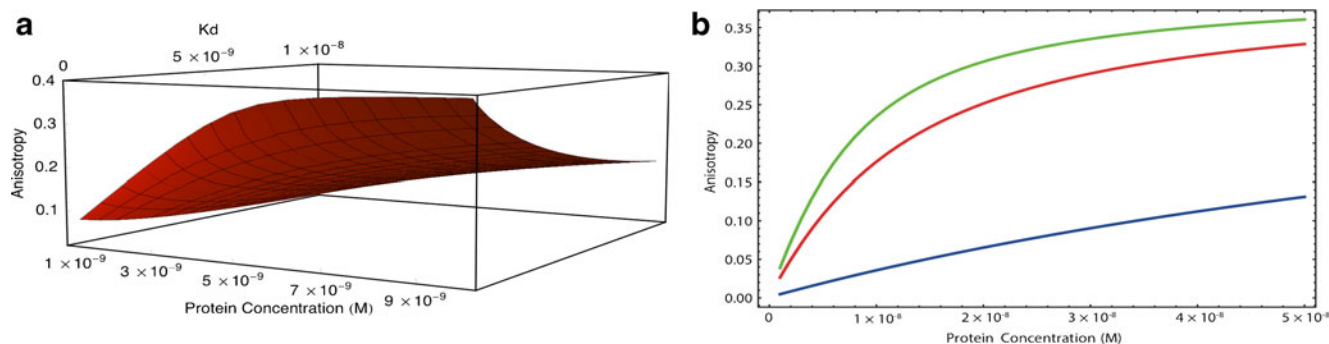 a
Kd
0
5 × 10⁻⁹
1 × 10⁻⁸
0.4
0.3
0.2
0.1
Anisotropy
1 × 10⁻⁹
3 × 10⁻⁹
5 × 10⁻⁹
7 × 10⁻⁹
9 × 10⁻⁹
Protein Concentration (M)
b
0.35
0.30
0.25
0.20
0.15
0.10
0.05
0.00
Anisotropy
0
1 × 10⁻⁸
2 × 10⁻⁸
3 × 10⁻⁸
4 × 10⁻⁸
5 × 10⁻⁸
Protein Concentration (M)